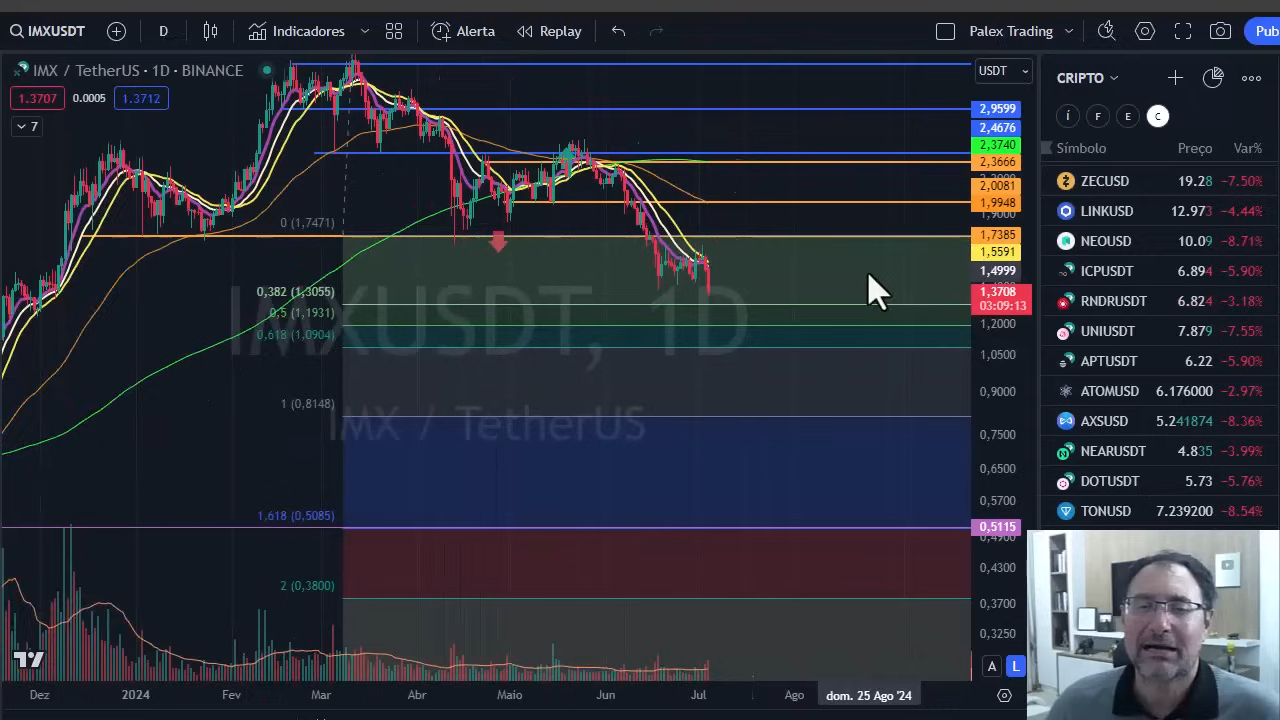 IMXUSDT
D
Indicadores
Alerta
Replay
Palex Trading
Pub
IMX / TetherUS · 1D · BINANCE
USDT
1.3707
0.0005
1.3712
7
2,9599
2,4676
2,3740
2,3666
2,0081
1,9948
1,9000
1,7385
1,5591
1,4999
1,3708
03:09:13
1,2000
1,0500
0,9000
0,7500
0,6500
0,5700
0,5115
0,4900
0,4300
0,3700
0,3250
0 (1,7471)
0,382 (1,3055)
0,5 (1,1931)
0,618 (1,0904)
1 (0,8148)
1,618 (0,5085)
2 (0,3800)
IMXUSDT, 1D
IMX / TetherUS
A
L
Dez
2024
Fev
Mar
Abr
Maio
Jun
Jul
Ago
dom. 25 Ago '24
CRIPTO
Í
F
E
C
Símbolo
Preço
Var%
ZECUSD 19.28 −7.50%
LINKUSD 12.973 −4.44%
NEOUSD 10.09 −8.71%
ICPUSDT 6.894 −5.90%
RNDRUSDT 6.824 −3.18%
UNIUSDT 7.879 −7.55%
APTUSDT 6.22 −5.90%
ATOMUSD 6.176000 −2.97%
AXSUSD 5.241874 −8.36%
NEARUSDT 4.835 −3.99%
DOTUSDT 5.73 −5.76%
TONUSD 7.239200 −8.54%